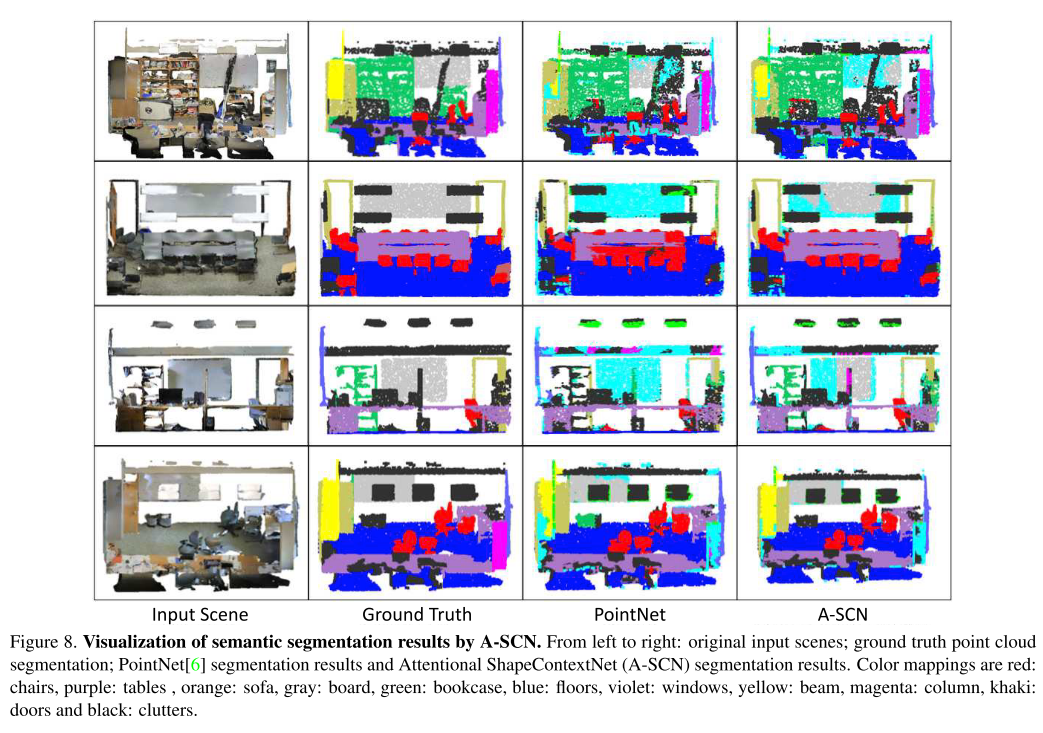 Input Scene
Ground Truth
PointNet
A-SCN
Figure 8. Visualization of semantic segmentation results by A-SCN. From left to right: original input scenes; ground truth point cloud
segmentation; PointNet[6] segmentation results and Attentional ShapeContextNet (A-SCN) segmentation results. Color mappings are red:
chairs, purple: tables , orange: sofa, gray: board, green: bookcase, blue: floors, violet: windows, yellow: beam, magenta: column, khaki:
doors and black: clutters.